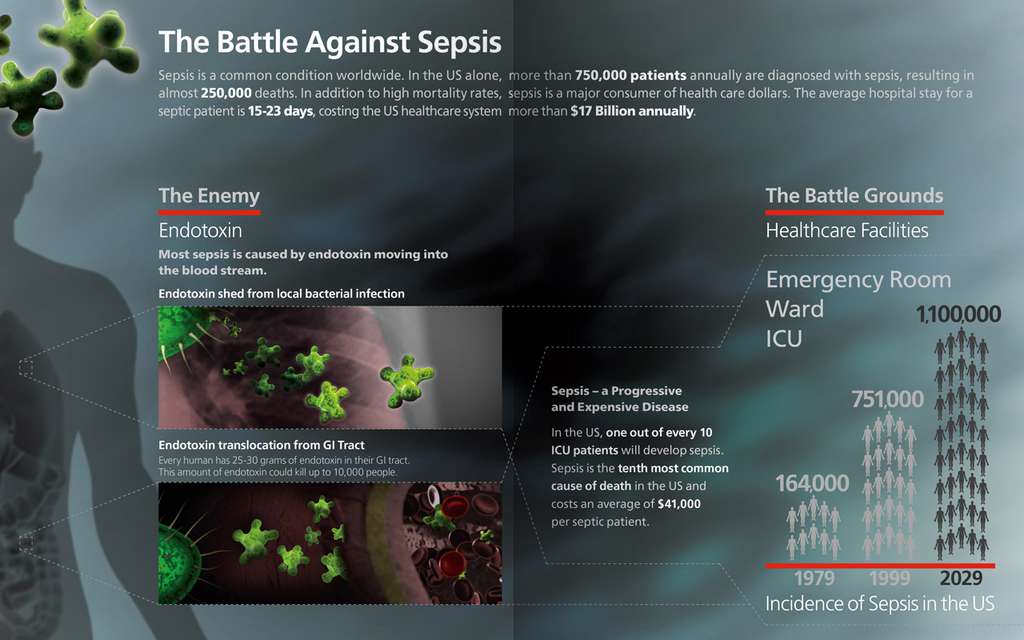 The Battle Against Sepsis
Sepsis is a common condition worldwide. In the US alone, more than 750,000 patients annually are diagnosed with sepsis, resulting in
almost 250,000 deaths. In addition to high mortality rates, sepsis is a major consumer of health care dollars. The average hospital stay for a
septic patient is 15-23 days, costing the US healthcare system more than $17 Billion annually.
The Enemy
Endotoxin
Most sepsis is caused by endotoxin moving into
the blood stream.
Endotoxin shed from local bacterial infection
Endotoxin translocation from GI Tract
Every human has 25-30 grams of endotoxin in their GI tract.
This amount of endotoxin could kill up to 10,000 people.
Sepsis – a Progressive
and Expensive Disease
In the US, one out of every 10
ICU patients will develop sepsis.
Sepsis is the tenth most common
cause of death in the US and
costs an average of $41,000
per septic patient.
The Battle Grounds
Healthcare Facilities
Emergency Room
Ward
ICU
1,100,000
751,000
164,000
1979 1999 2029
Incidence of Sepsis in the US